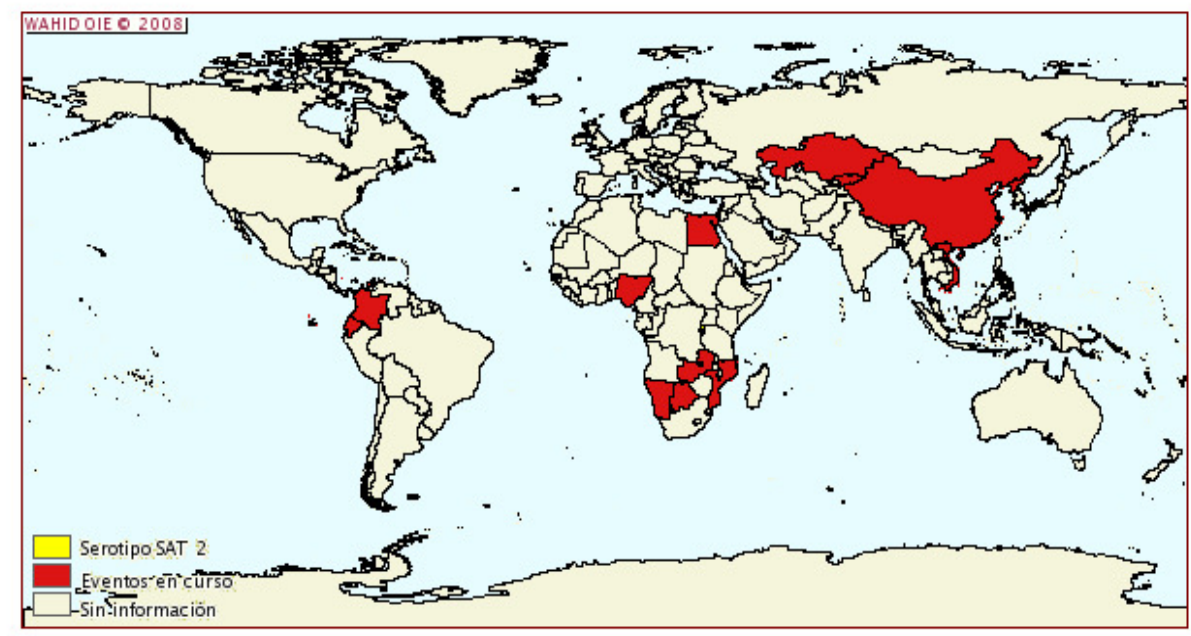 WAHID OIE © 2008
Serotipo SAT 2
Eventos en curso
Sin información